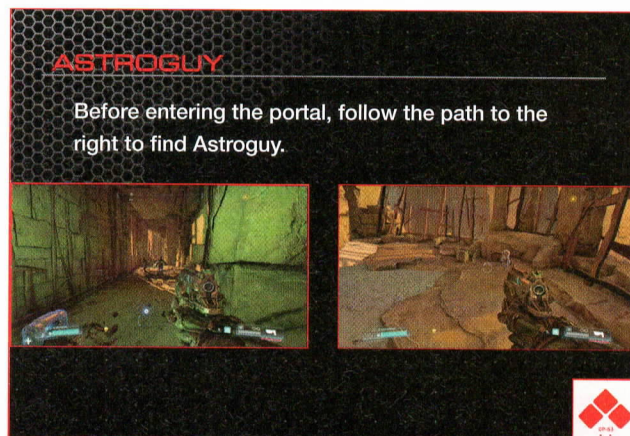 ASTROGUY
Before entering the portal, follow the path to the
right to find Astroguy.